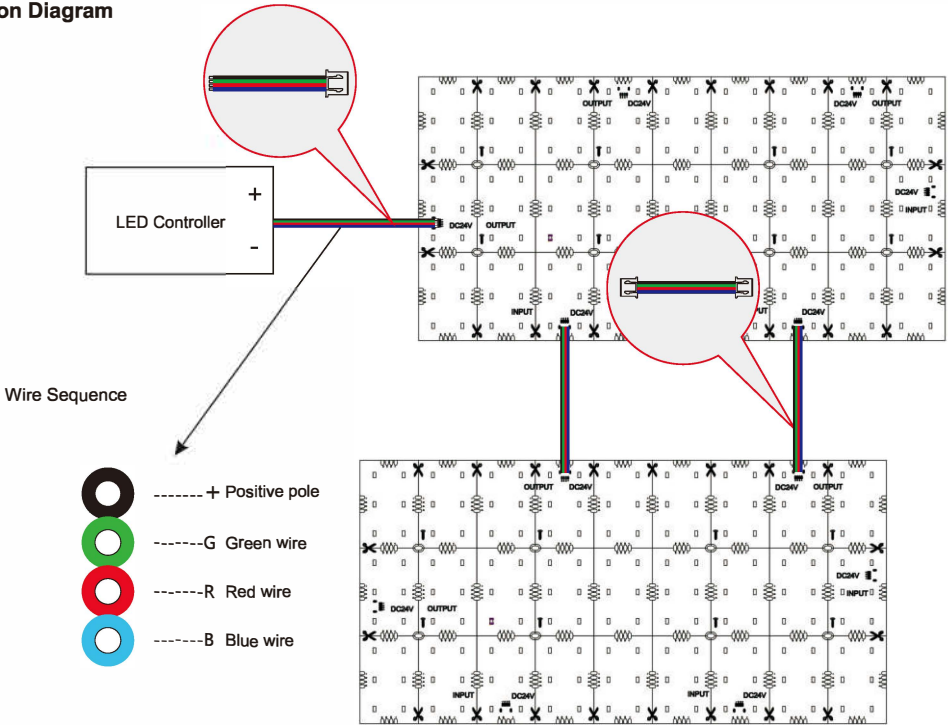 on Diagram
OUTPUT DC24V
DC24V OUTPUT
DC24V
INPUT
+
LED Controller
-
DC24V OUTPUT
INPUT DC24V
PUT DC24V
Wire Sequence
OUTPUT DC24V
DC24V OUTPUT
+ Positive pole
G Green wire
R Red wire
B Blue wire
DC24V
INPUT
DC24V OUTPUT
INPUT DC24V
INPUT DC24V